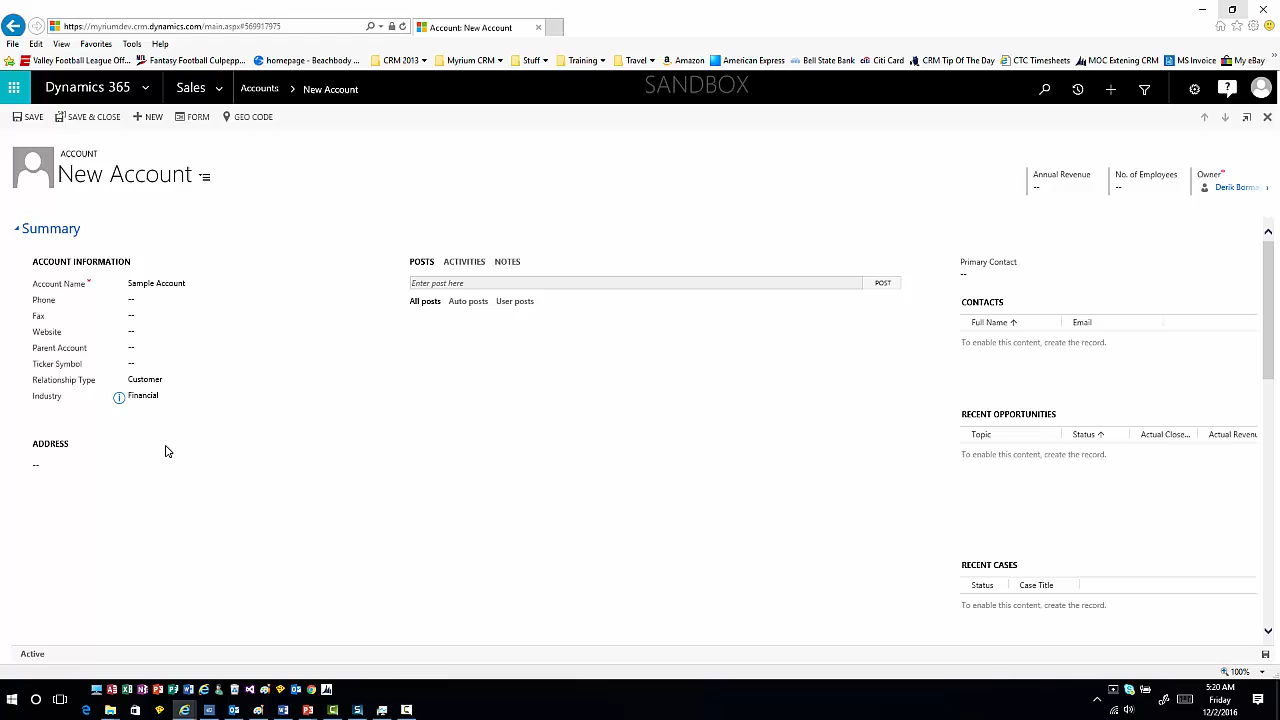 https://myriumdev.crm.dynamics.com/main.aspx#569917975
Account: New Account
File Edit View Favorites Tools Help
Valley Football League Off... Fantasy Football Culpepp... homepage - Beachbody ... CRM 2013 Myrium CRM Stuff Training Travel Amazon American Express Bell State Bank Citi Card CRM Tip Of The Day CTC Timesheets MOC Extening CRM MS Invoice My eBay
Dynamics 365 Sales Accounts > New Account SANDBOX
SAVE SAVE & CLOSE NEW FORM GEO CODE
ACCOUNT
New Account
Annual Revenue No. of Employees Owner*
-- -- Derik Borma
Summary
ACCOUNT INFORMATION
Account Name* Sample Account
Phone --
Fax --
Website --
Parent Account --
Ticker Symbol --
Relationship Type Customer
Industry Financial
ADDRESS
--
POSTS ACTIVITIES NOTES
Enter post here POST
All posts Auto posts User posts
Primary Contact
--
CONTACTS
Full Name ↑ Email
To enable this content, create the record.
RECENT OPPORTUNITIES
Topic Status ↑ Actual Close... Actual Revenu
To enable this content, create the record.
RECENT CASES
Status Case Title
To enable this content, create the record.
Active
100%
5:20 AM
Friday
12/2/2016